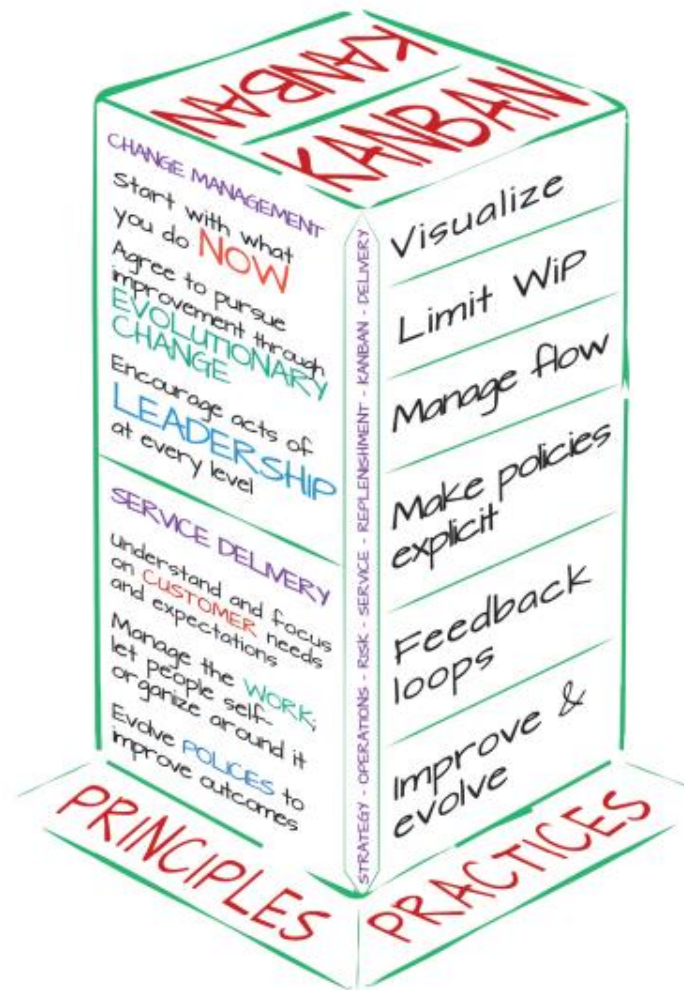 KANBAN
KANBAN
CHANGE MANAGEMENT
Start with what
you do NOW
Agree to pursue
improvement through
EVOLUTIONARY
CHANGE
Encourage acts of
LEADERSHIP
at every level
SERVICE DELIVERY
Understand and focus
on CUSTOMER needs
and expectations
Manage the WORK;
let people self-
organize around it
Evolve POLICES to
improve outcomes
STRATEGY - OPERATIONS - RISK - SERVICE - REPLENISHMENT - KANBAN - DELIVERY
Visualize
Limit WiP
Manage flow
Make policies
explicit
Feedback
loops
Improve &
evolve
PRINCIPLES
PRACTICES